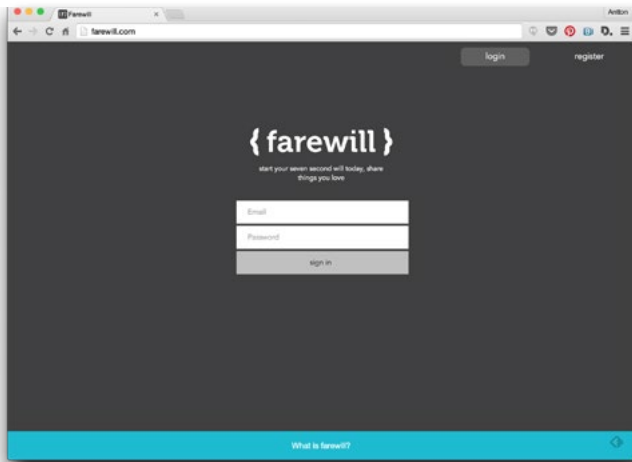 Farewill
Antton
farewill.com
login
register
{ farewill }
start your seven second will today, share
things you love
Email
Password
sign in
What is farewill?